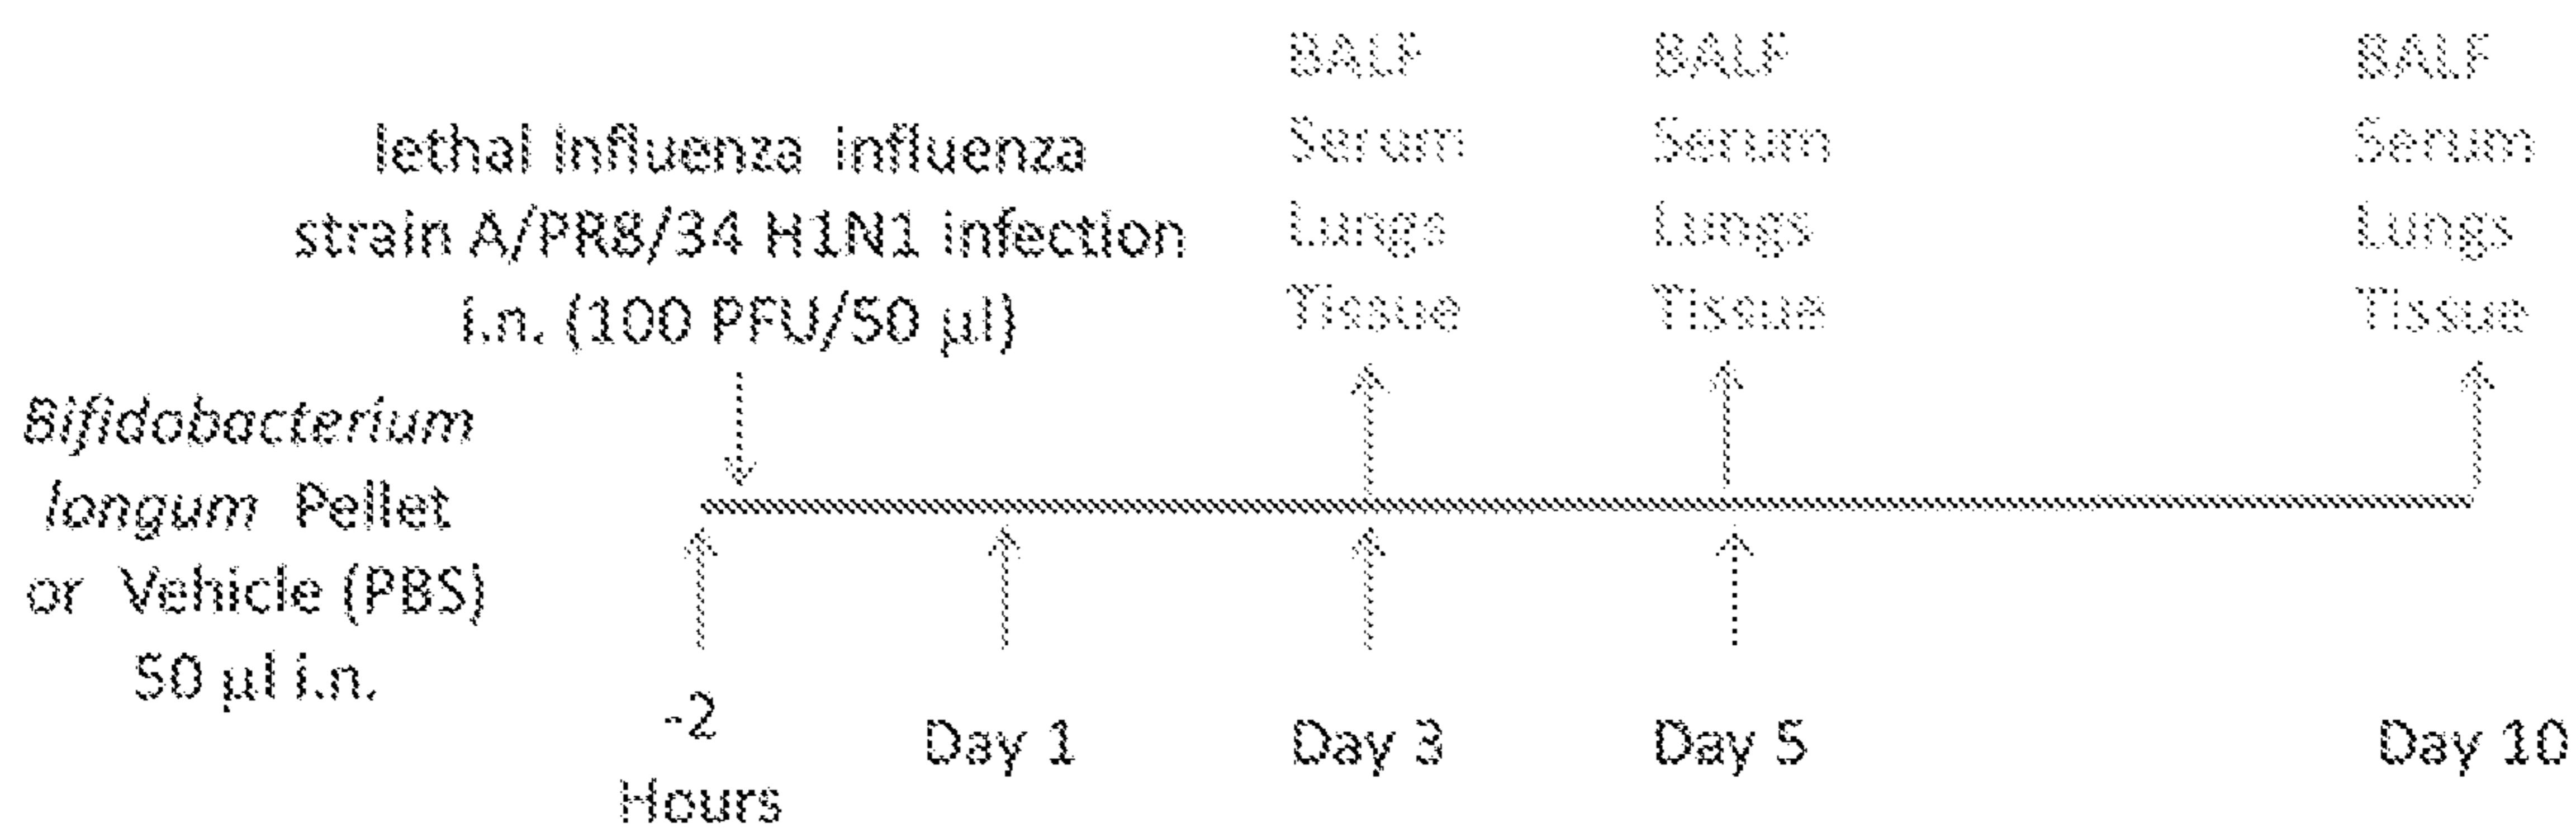 BALF
Serum
Lungs
Tissue
BALF
Serum
Lungs
Tissue
BALF
Serum
Lungs
Tissue
lethal Influenza influenza
strain A/PR8/34 H1N1 infection
i.n. (100 PFU/50 µl)
Bifidobacterium
longum Pellet
or Vehicle (PBS)
50 µl i.n.
-2
Hours
Day 1
Day 3
Day 5
Day 10